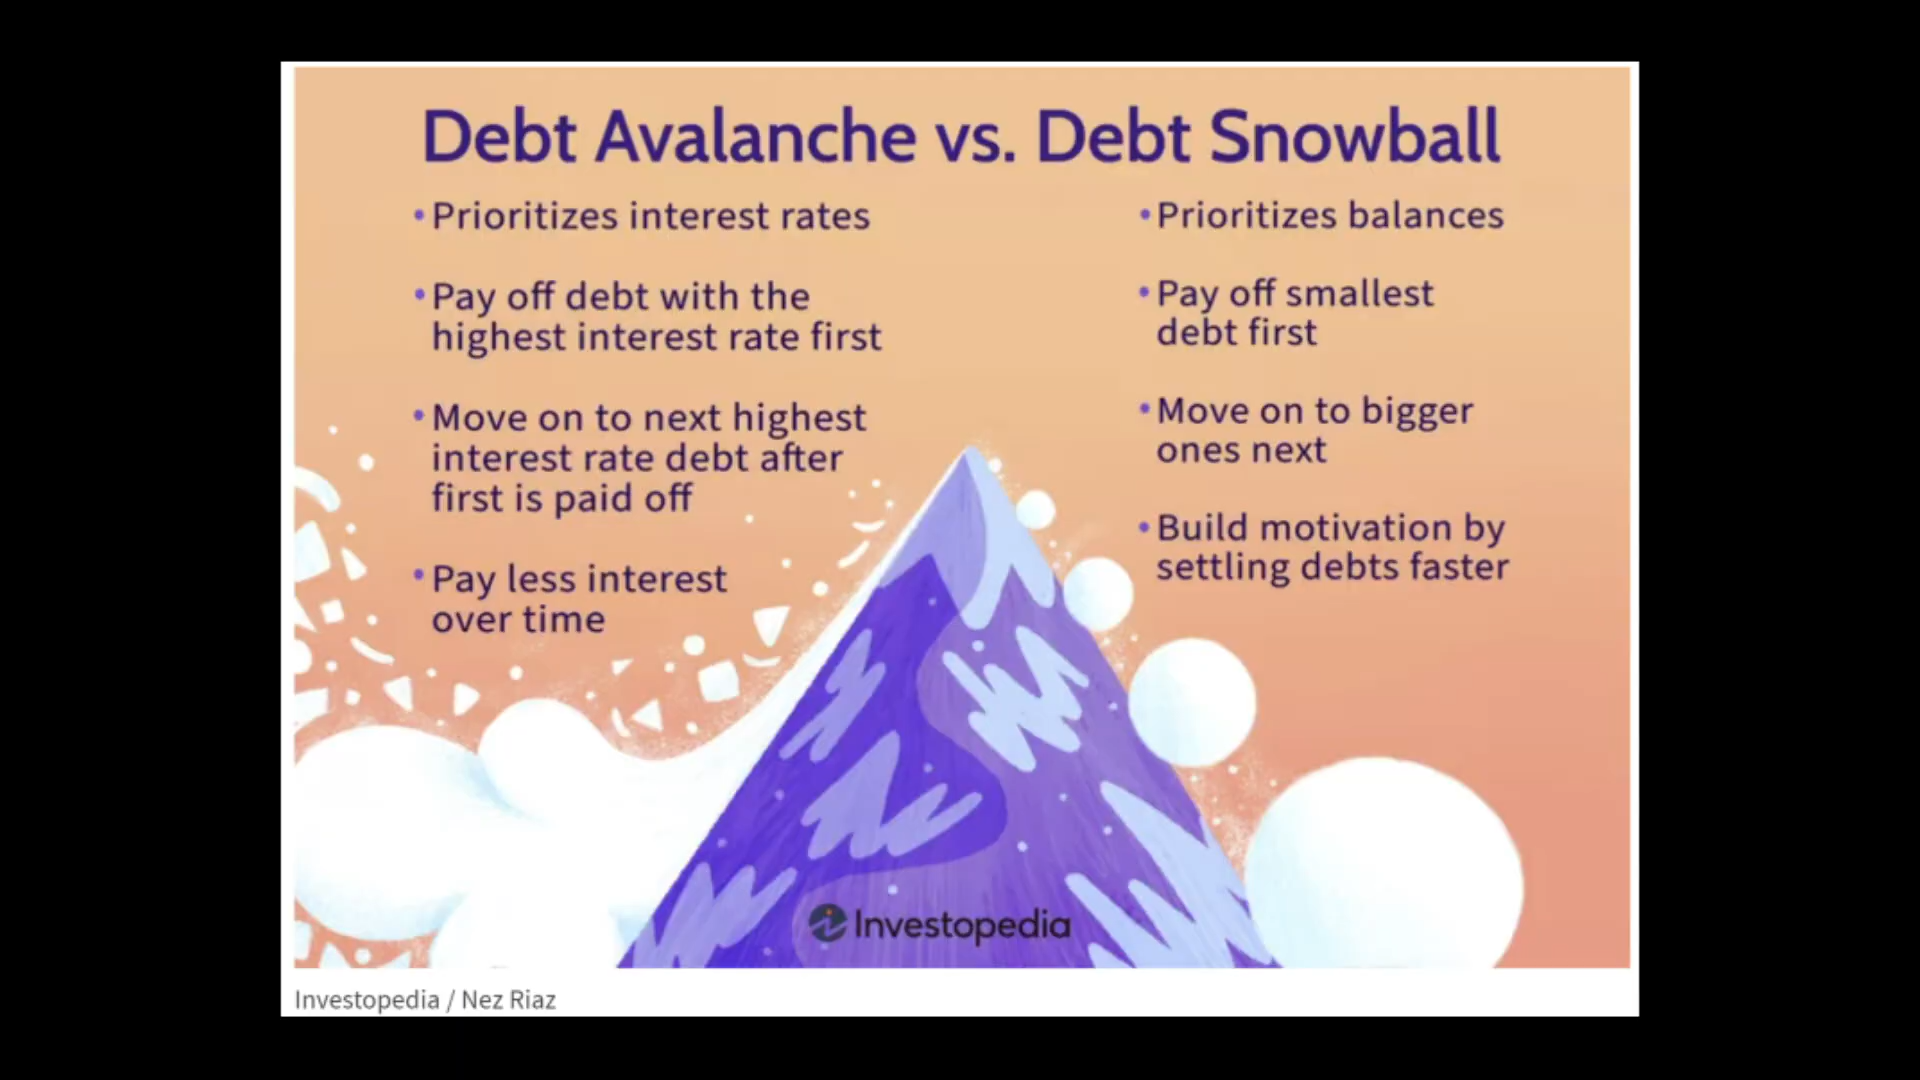 Debt Avalanche vs. Debt Snowball
• Prioritizes interest rates
• Pay off debt with the
highest interest rate first
• Move on to next highest
interest rate debt after
first is paid off
• Pay less interest
over time
• Prioritizes balances
• Pay off smallest
debt first
• Move on to bigger
ones next
• Build motivation by
settling debts faster
Investopedia
Investopedia / Nez Riaz